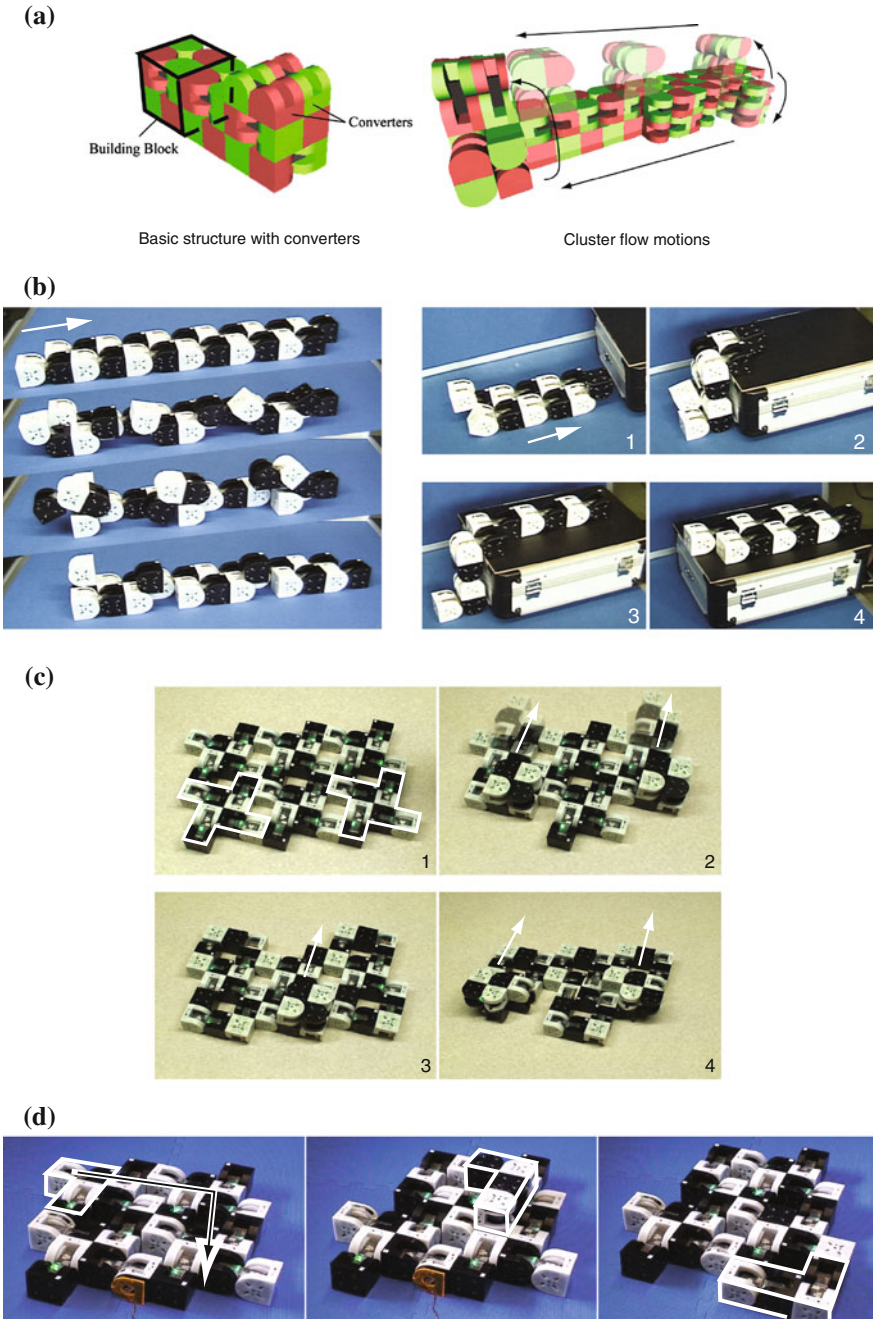 (a)
Building Block
Converters
Basic structure with converters
Cluster flow motions
(b)
1
2
3
4
(c)
1
2
3
4
(d)